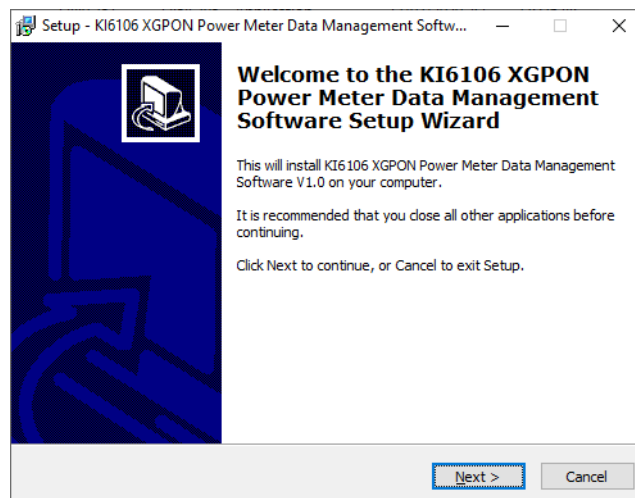 Setup - KI6106 XGPON Power Meter Data Management Softw...
Welcome to the KI6106 XGPON
Power Meter Data Management
Software Setup Wizard
This will install KI6106 XGPON Power Meter Data Management
Software V1.0 on your computer.
It is recommended that you close all other applications before
continuing.
Click Next to continue, or Cancel to exit Setup.
Next >
Cancel